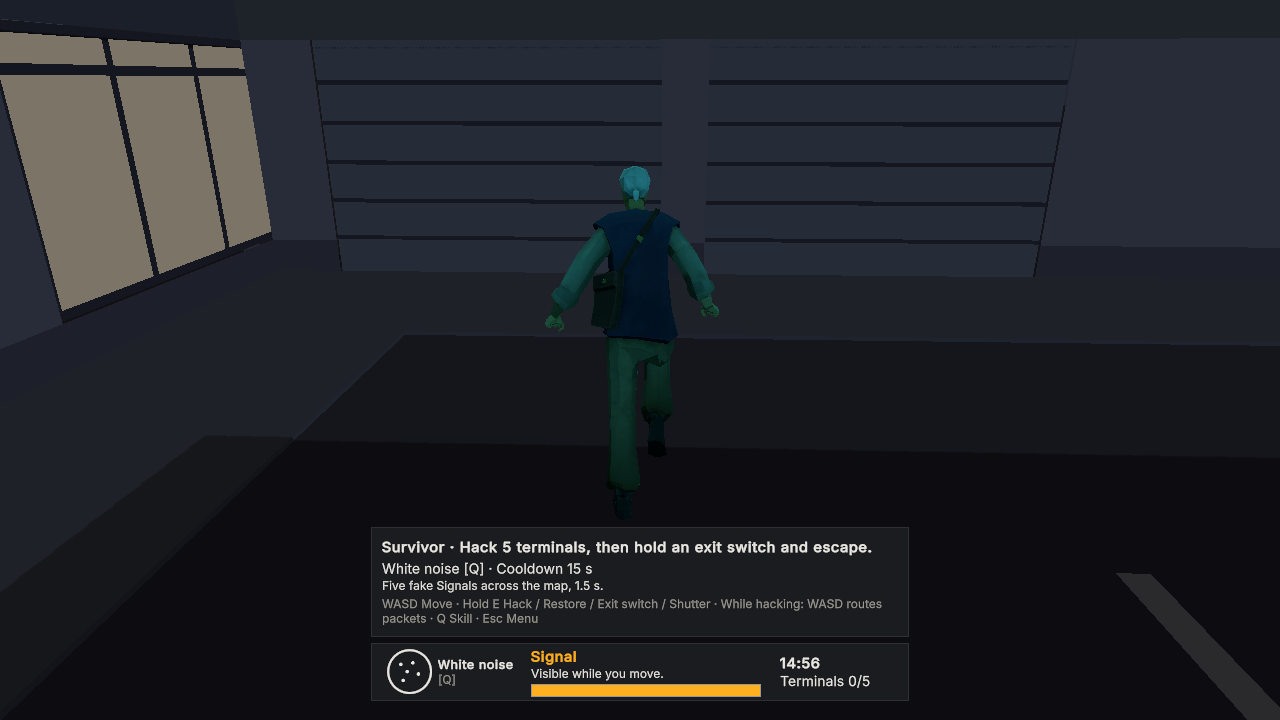 Survivor · Hack 5 terminals, then hold an exit switch and escape.
White noise [Q] · Cooldown 15 s
Five fake Signals across the map, 1.5 s.
WASD Move · Hold E Hack / Restore / Exit switch / Shutter · While hacking: WASD routes
packets · Q Skill · Esc Menu
White noise
[Q]
Signal
Visible while you move.
14:56
Terminals 0/5